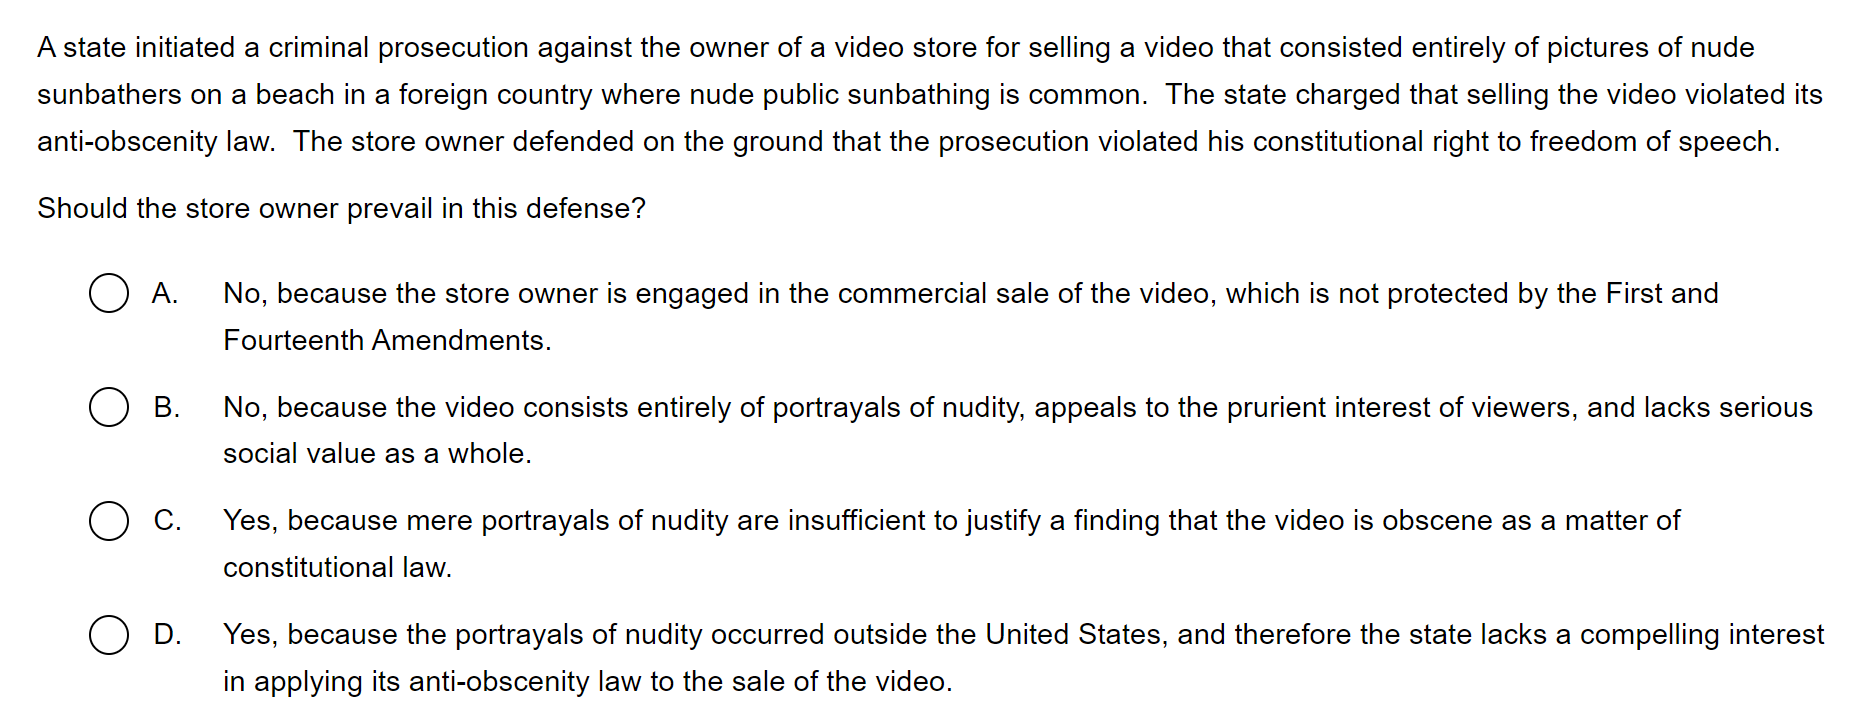 A state initiated a criminal prosecution against the owner of a video store for selling a video that consisted entirely of pictures of nude
sunbathers on a beach in a foreign country where nude public sunbathing is common.  The state charged that selling the video violated its
anti-obscenity law.  The store owner defended on the ground that the prosecution violated his constitutional right to freedom of speech.
Should the store owner prevail in this defense?
A. No, because the store owner is engaged in the commercial sale of the video, which is not protected by the First and
Fourteenth Amendments.
B. No, because the video consists entirely of portrayals of nudity, appeals to the prurient interest of viewers, and lacks serious
social value as a whole.
C. Yes, because mere portrayals of nudity are insufficient to justify a finding that the video is obscene as a matter of
constitutional law.
D. Yes, because the portrayals of nudity occurred outside the United States, and therefore the state lacks a compelling interest
in applying its anti-obscenity law to the sale of the video.